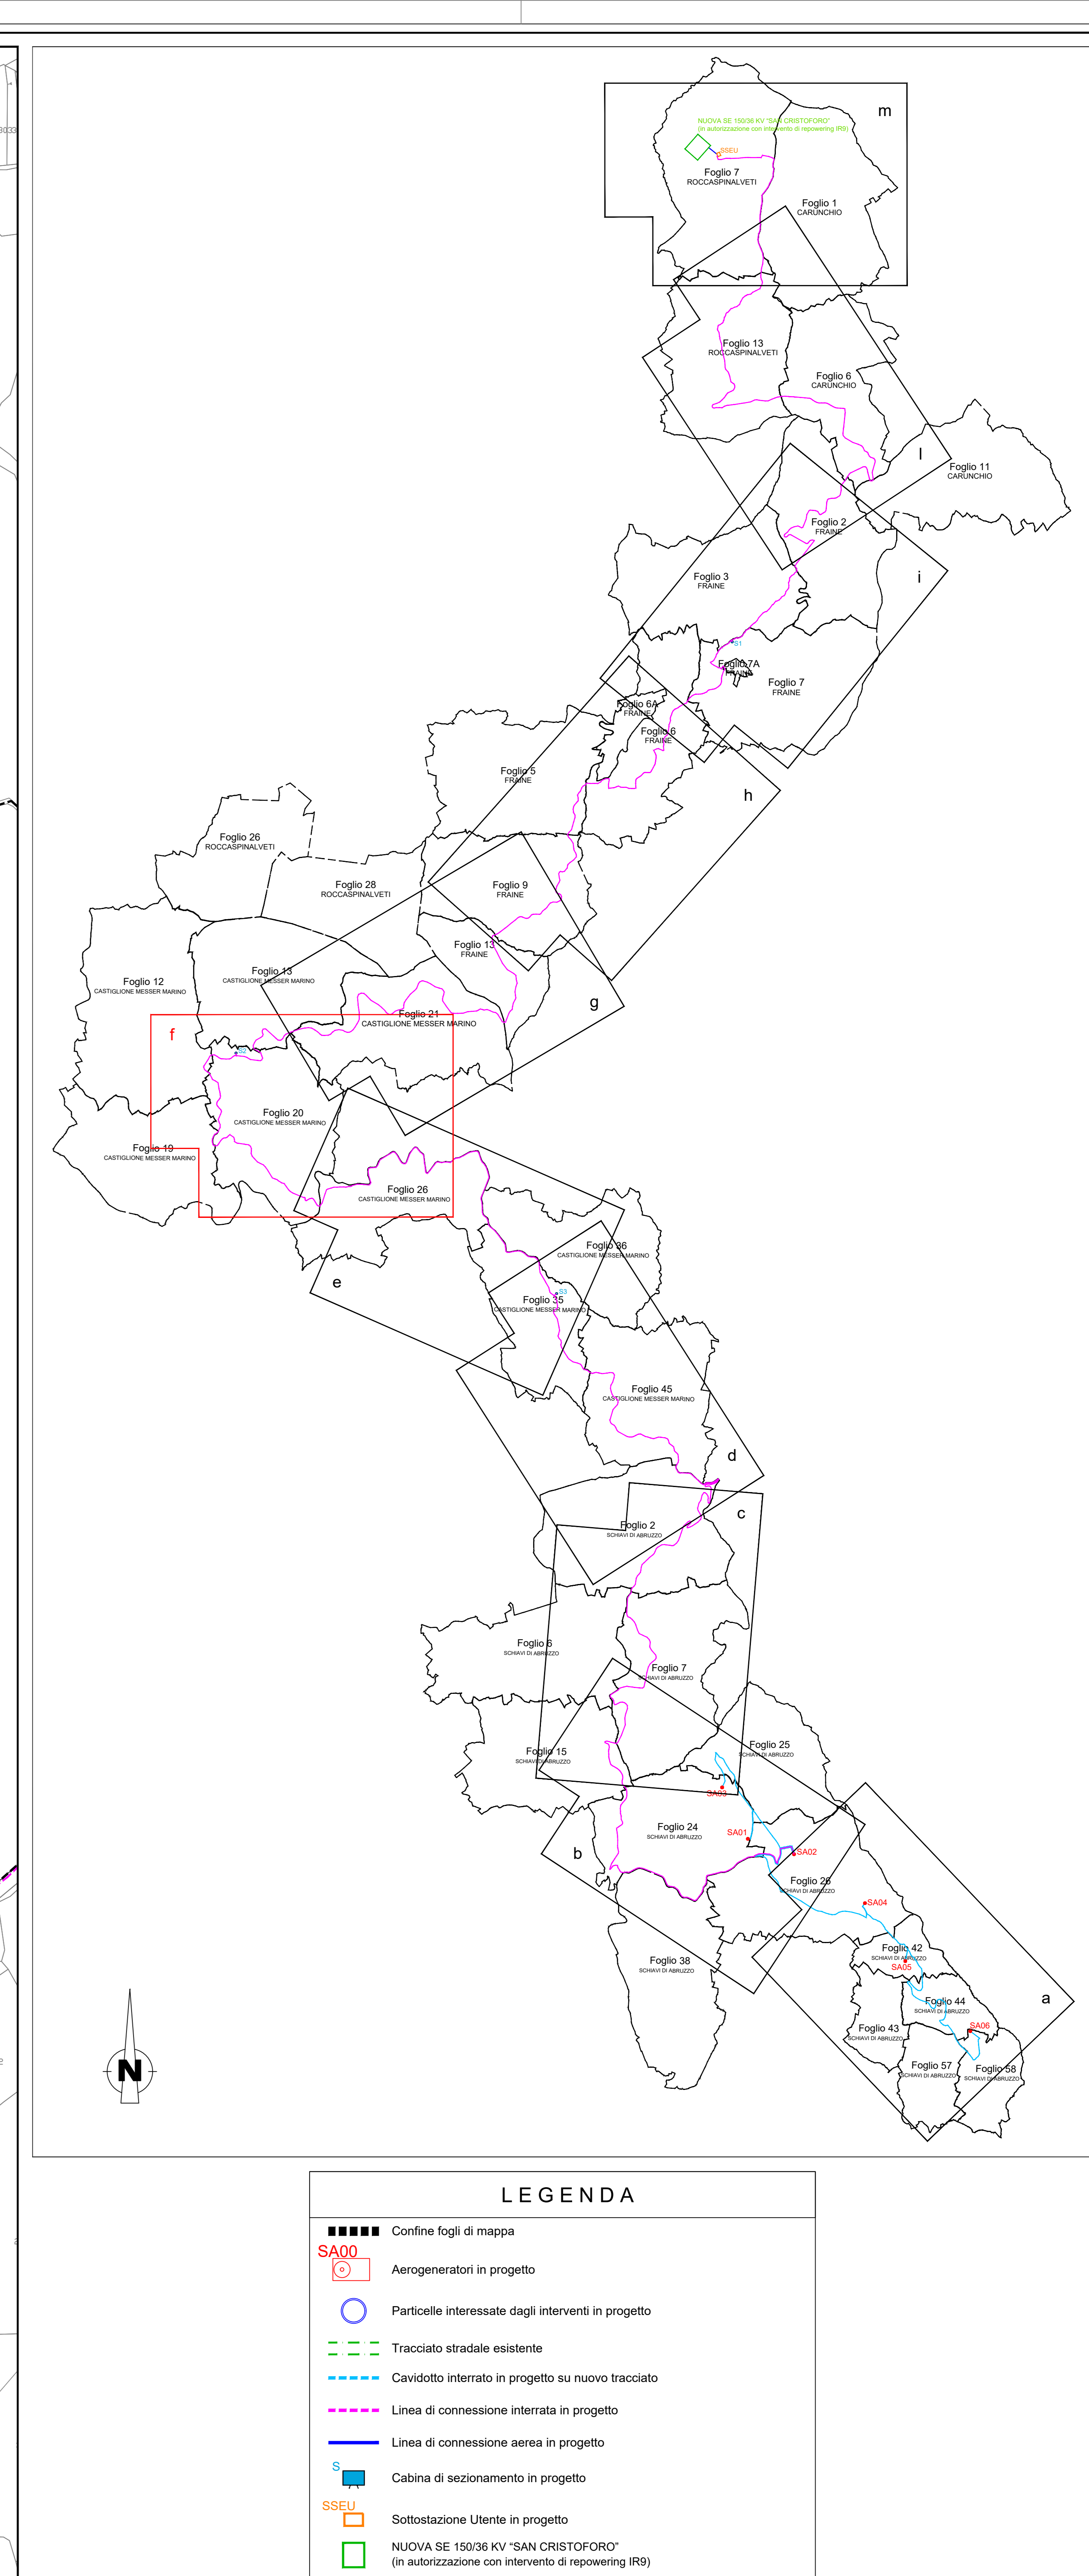 m
NUOVA SE 150/36 KV "SAN CRISTOFORO"
(in autorizzazione con intervento di repowering IR9)
SSEU
Foglio 7
ROCCASPINALVETI
Foglio 1
CARUNCHIO
Foglio 13
ROCCASPINALVETI
Foglio 6
CARUNCHIO
l
Foglio 11
CARUNCHIO
Foglio 2
FRAINE
i
Foglio 3
FRAINE
S1
Foglio 7A
FRAINE
Foglio 7
FRAINE
Foglio 6A
FRAINE
Foglio 6
FRAINE
Foglio 5
FRAINE
h
Foglio 26
ROCCASPINALVETI
Foglio 28
ROCCASPINALVETI
Foglio 9
FRAINE
Foglio 13
FRAINE
Foglio 12
CASTIGLIONE MESSER MARINO
Foglio 13
CASTIGLIONE MESSER MARINO
g
Foglio 21
CASTIGLIONE MESSER MARINO
f
S2
Foglio 20
CASTIGLIONE MESSER MARINO
Foglio 19
CASTIGLIONE MESSER MARINO
Foglio 26
CASTIGLIONE MESSER MARINO
Foglio 36
CASTIGLIONE MESSER MARINO
e
S3
Foglio 35
CASTIGLIONE MESSER MARINO
Foglio 45
CASTIGLIONE MESSER MARINO
d
c
Foglio 2
SCHIAVI DI ABRUZZO
Foglio 6
SCHIAVI DI ABRUZZO
Foglio 7
SCHIAVI DI ABRUZZO
Foglio 15
SCHIAVI DI ABRUZZO
Foglio 25
SCHIAVI DI ABRUZZO
SA03
Foglio 24
SCHIAVI DI ABRUZZO
SA01
b
SA02
Foglio 26
SCHIAVI DI ABRUZZO
SA04
Foglio 42
SCHIAVI DI ABRUZZO
SA05
Foglio 38
SCHIAVI DI ABRUZZO
a
Foglio 44
SCHIAVI DI ABRUZZO
SA06
Foglio 43
SCHIAVI DI ABRUZZO
Foglio 57
SCHIAVI DI ABRUZZO
Foglio 58
SCHIAVI DI ABRUZZO
N
LEGENDA
Confine fogli di mappa
SA00
Aerogeneratori in progetto
Particelle interessate dagli interventi in progetto
Tracciato stradale esistente
Cavidotto interrato in progetto su nuovo tracciato
Linea di connessione interrata in progetto
Linea di connessione aerea in progetto
S
Cabina di sezionamento in progetto
SSEU
Sottostazione Utente in progetto
NUOVA SE 150/36 KV “SAN CRISTOFORO”
(in autorizzazione con intervento di repowering IR9)